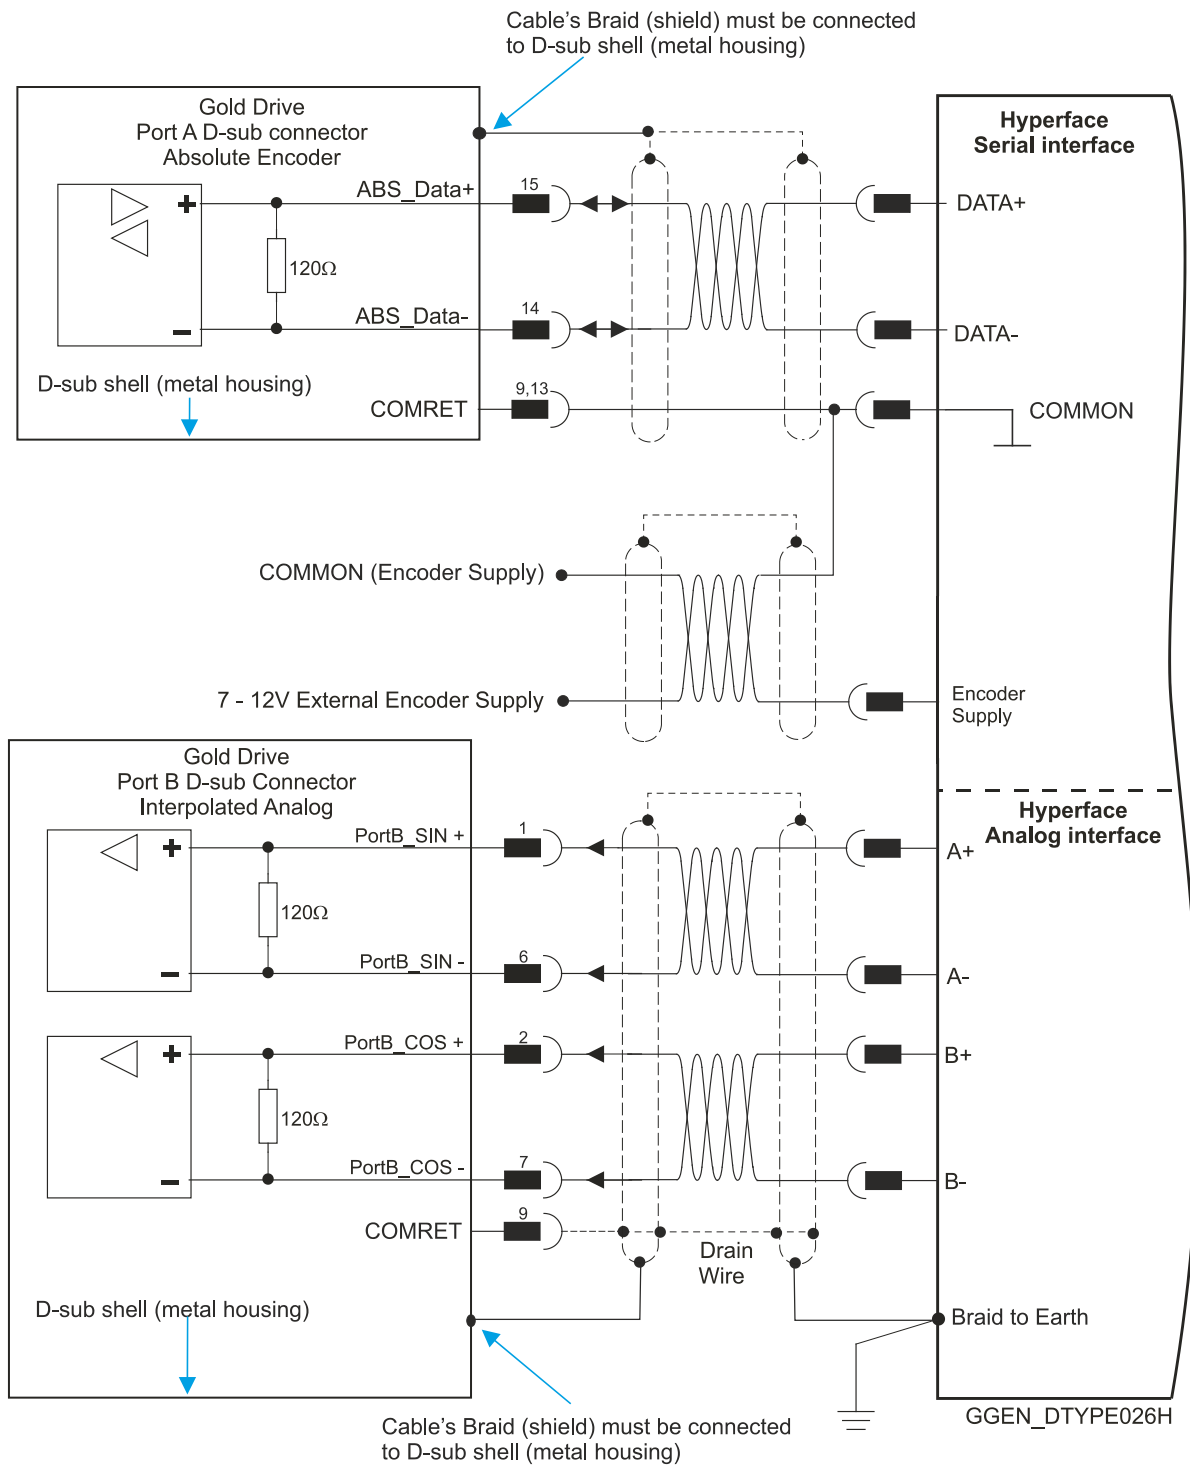 Cable's Braid (shield) must be connected
to D-sub shell (metal housing)
Gold Drive
Port A D-sub connector
Absolute Encoder
Hyperface
Serial interface
ABS_Data+
15
DATA+
+
120Ω
-
ABS_Data-
14
DATA-
D-sub shell (metal housing)
COMRET
9,13
COMMON
COMMON (Encoder Supply)
7 - 12V External Encoder Supply
Encoder
Supply
Gold Drive
Port B D-sub Connector
Interpolated Analog
Hyperface
Analog interface
+
PortB_SIN +
1
A+
120Ω
-
PortB_SIN -
6
A-
+
PortB_COS +
2
B+
120Ω
-
PortB_COS -
7
B-
COMRET
9
Drain
Wire
D-sub shell (metal housing)
Braid to Earth
Cable's Braid (shield) must be connected
to D-sub shell (metal housing)
GGEN_DTYPE026H